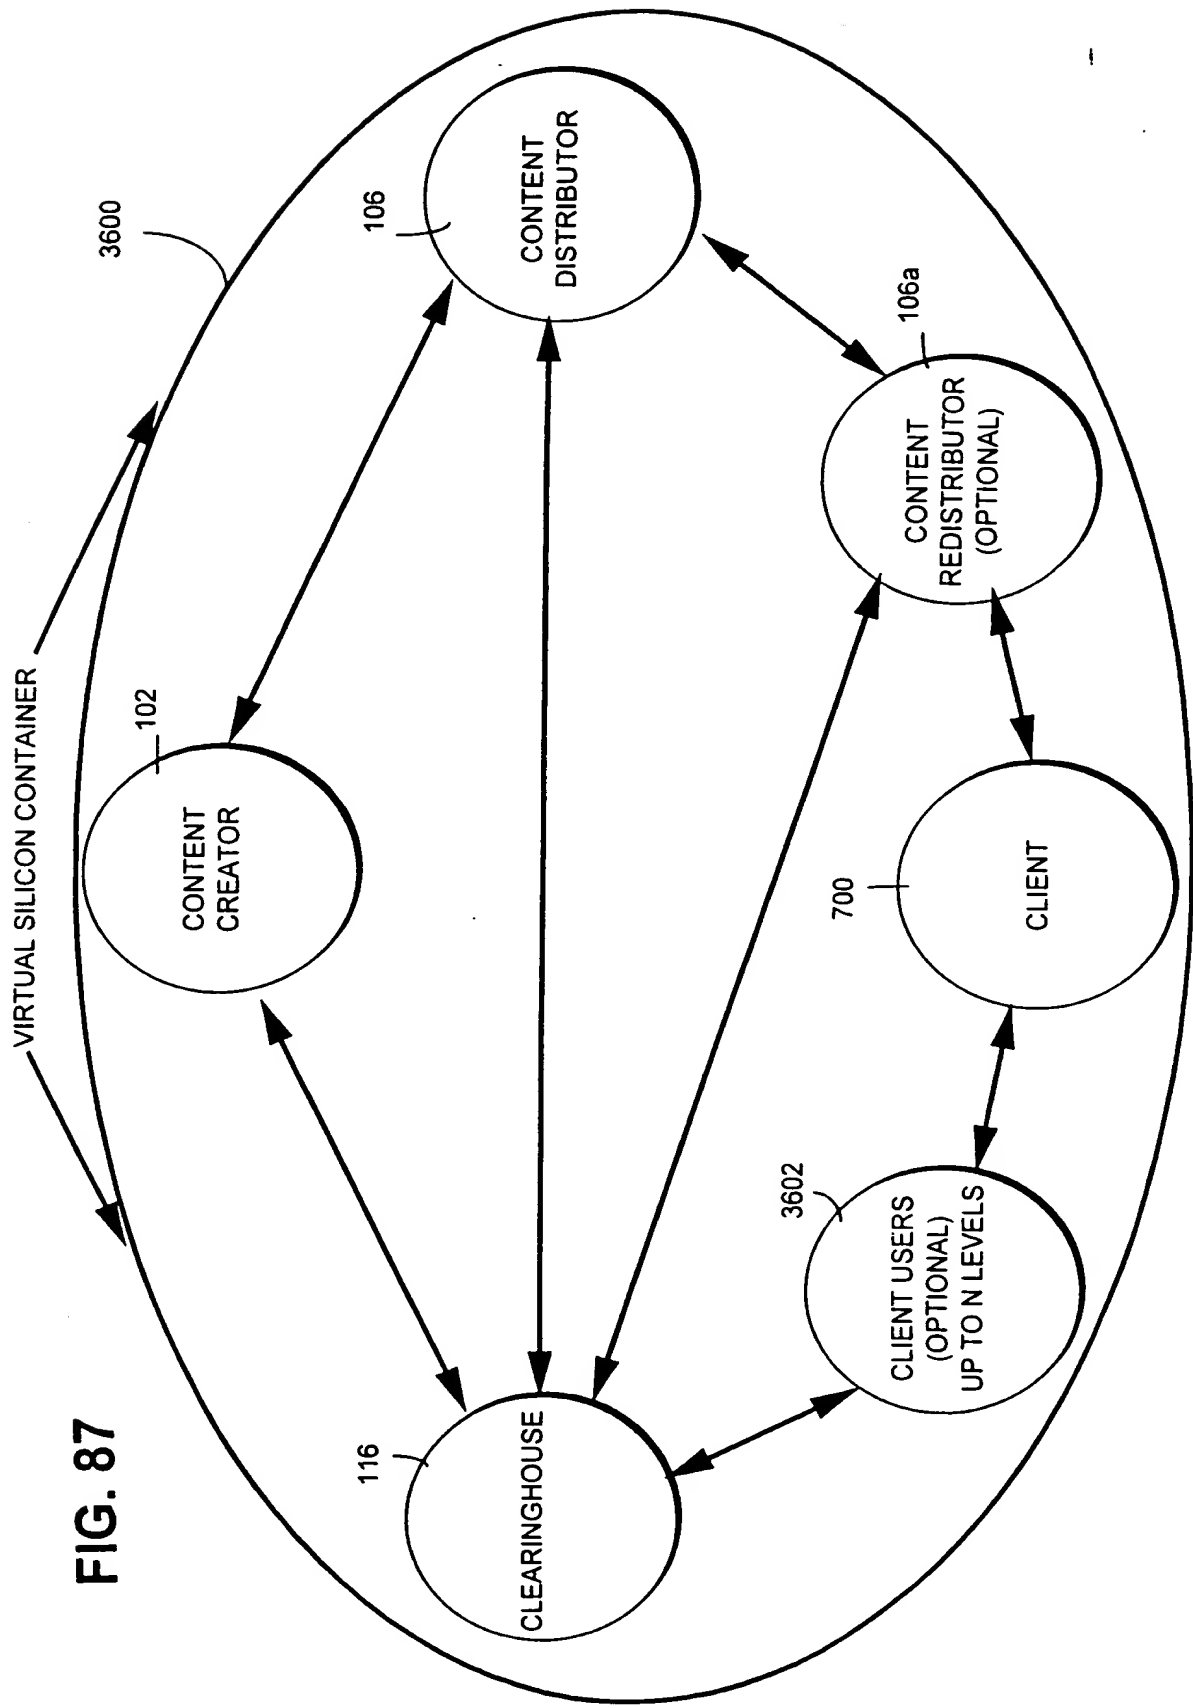 FIG. 87
VIRTUAL SILICON CONTAINER
3600
102
CONTENT
CREATOR
106
CONTENT
DISTRIBUTOR
116
CLEARINGHOUSE
106a
CONTENT
REDISTRIBUTOR
(OPTIONAL)
3602
CLIENT USERS
(OPTIONAL)
UP TO N LEVELS
700
CLIENT